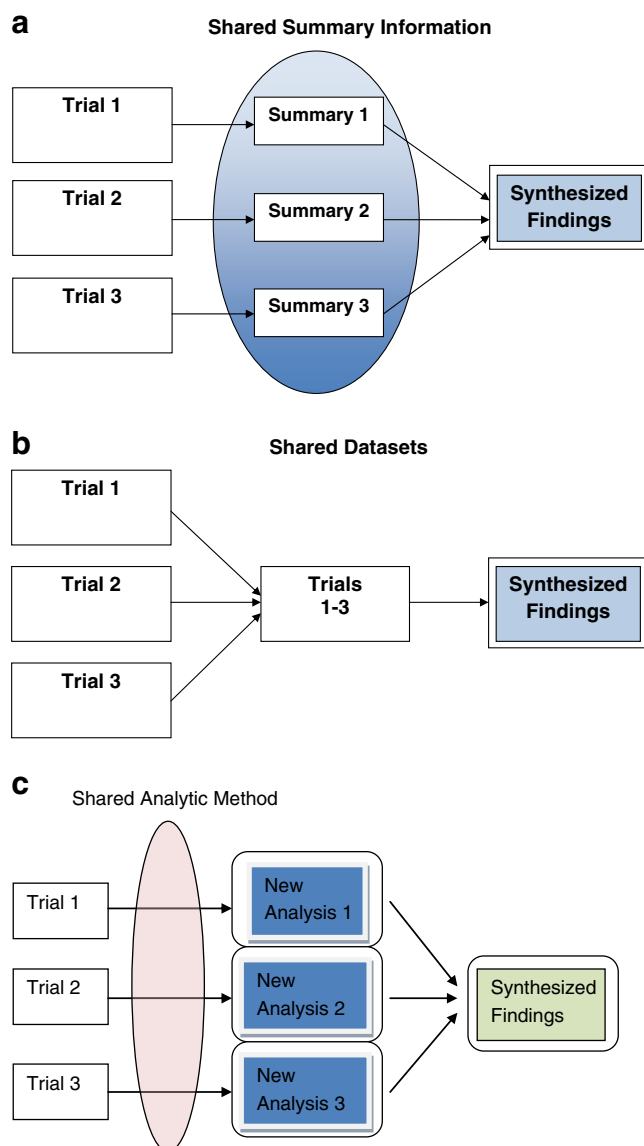 a
Shared Summary Information
Trial 1
Summary 1
Trial 2
Summary 2
Trial 3
Summary 3
Synthesized
Findings
b
Shared Datasets
Trial 1
Trial 2
Trial 3
Trials
1-3
Synthesized
Findings
c
Shared Analytic Method
Trial 1
New
Analysis 1
Trial 2
New
Analysis 2
Trial 3
New
Analysis 3
Synthesized
Findings